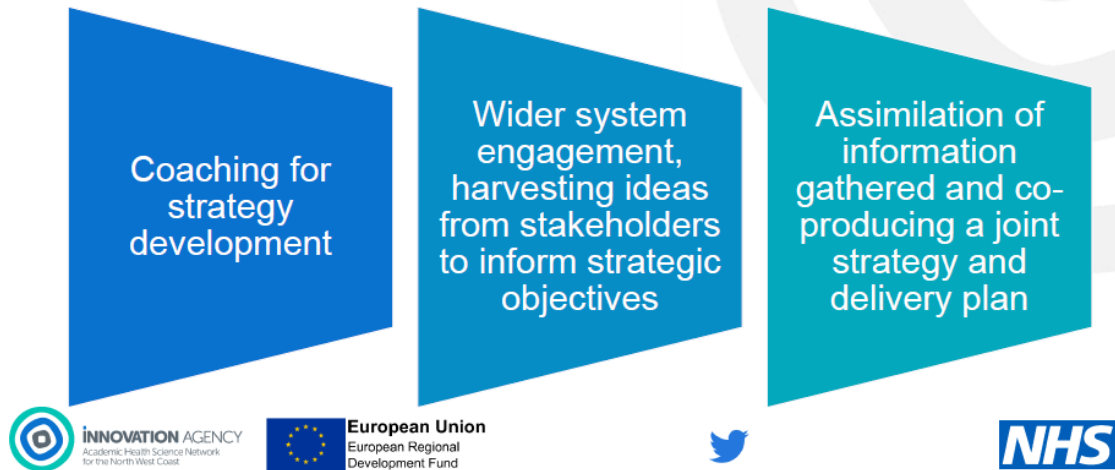 Coaching for
strategy
development
Wider system
engagement,
harvesting ideas
from stakeholders
to inform strategic
objectives
Assimilation of
information
gathered and co-
producing a joint
strategy and
delivery plan
INNOVATION AGENCY
Academic Health Science Network
for the North West Coast
European Union
European Regional
Development Fund
NHS